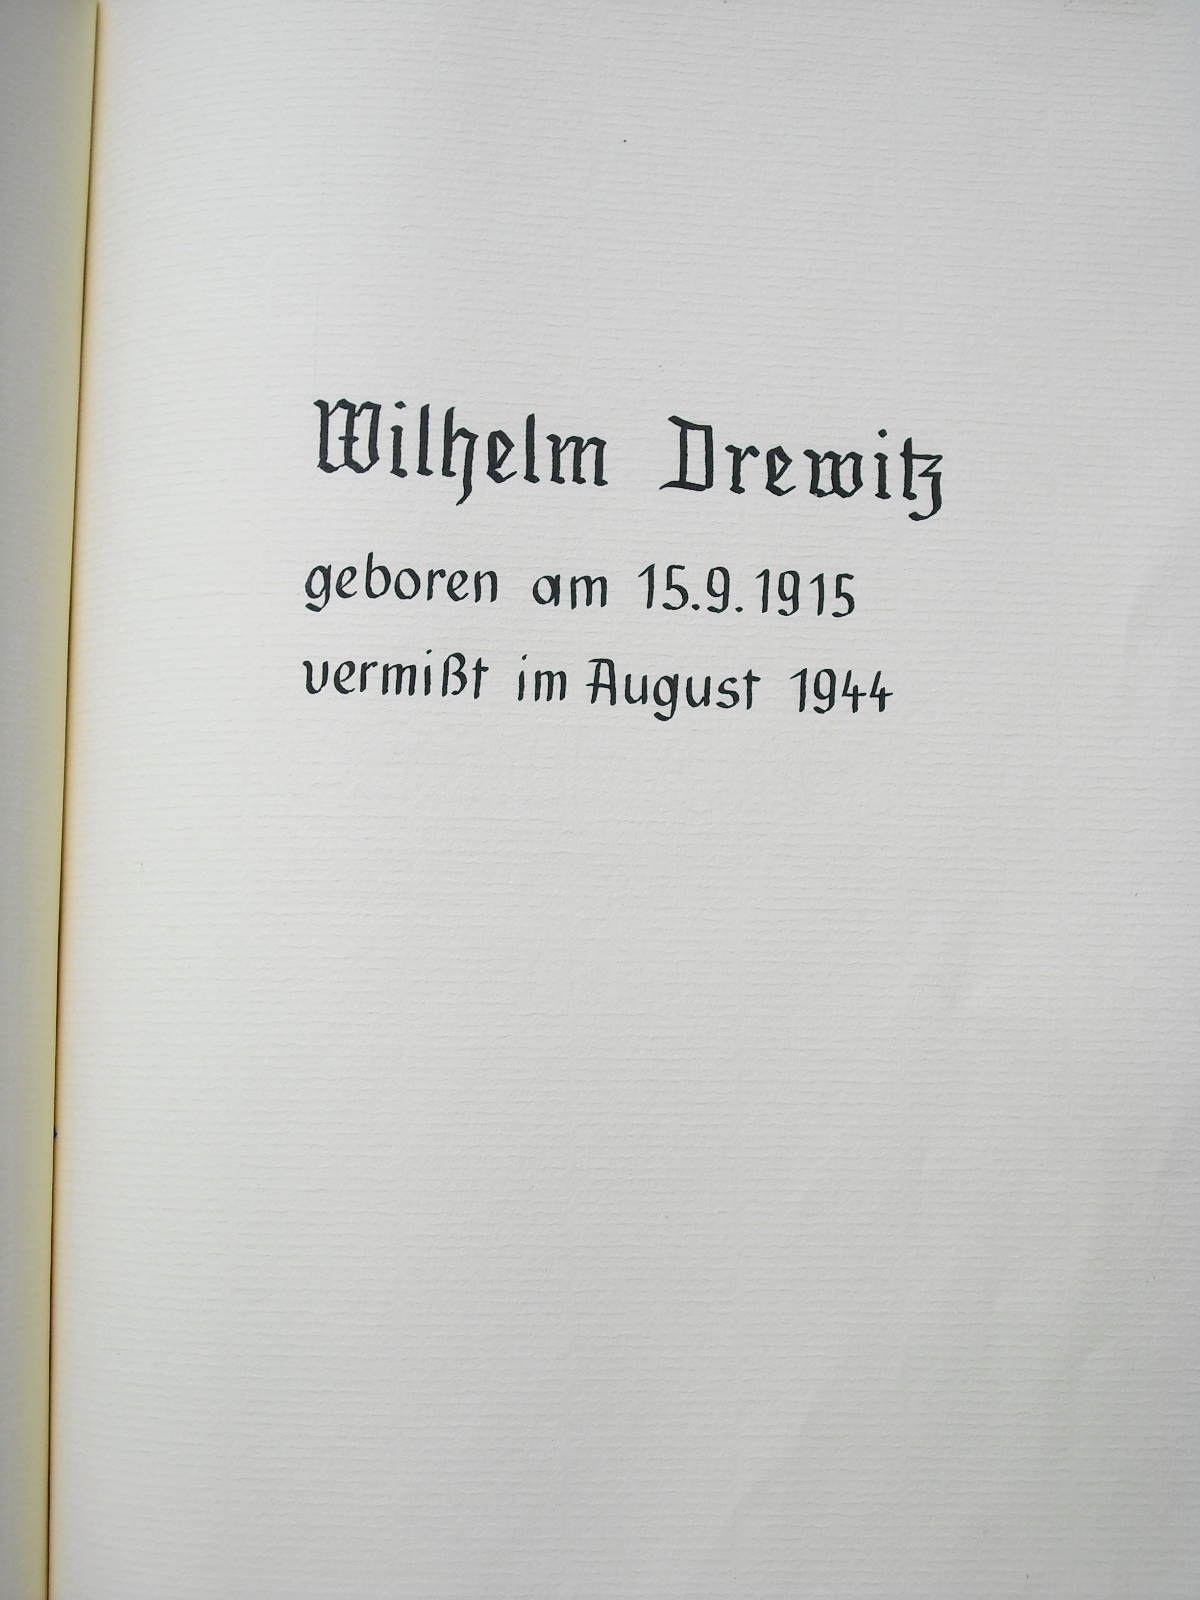 Wilhelm Drewitz
geboren am 15.9.1915
vermißt im August 1944